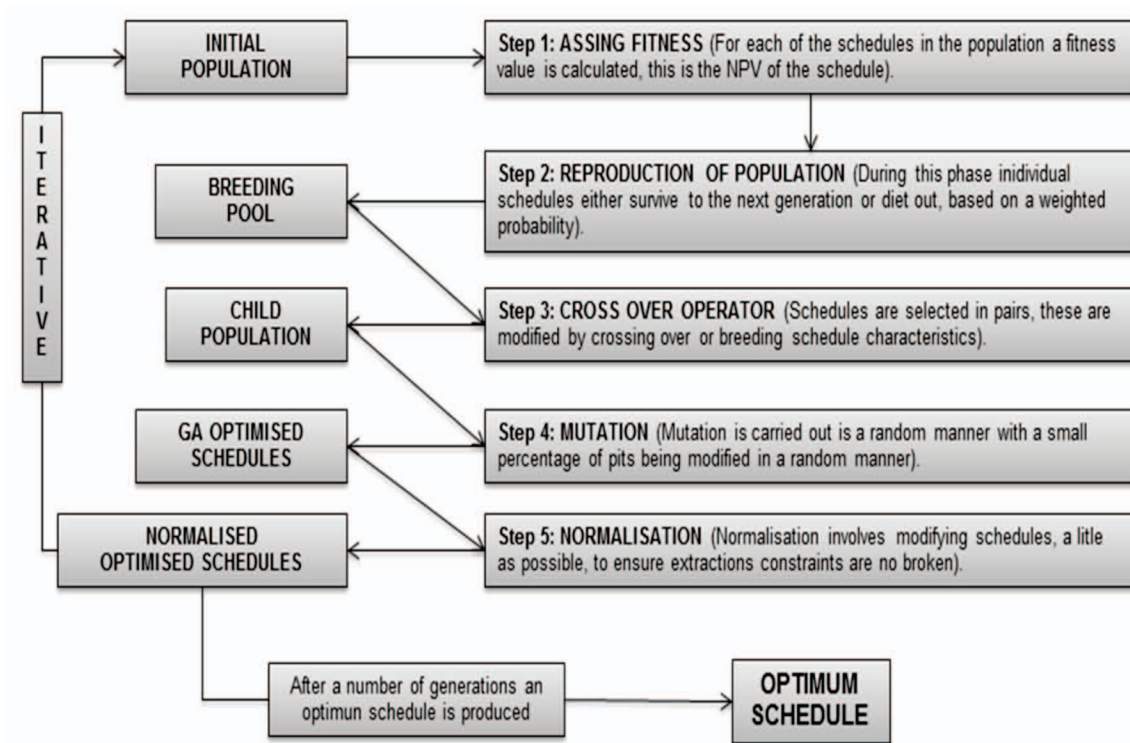 INITIAL
POPULATION
Step 1: ASSING FITNESS (For each of the schedules in the population a fitness
value is calculated, this is the NPV of the schedule).
ITERATIVE
BREEDING
POOL
Step 2: REPRODUCTION OF POPULATION (During this phase inidividual
schedules either survive to the next generation or diet out, based on a weighted
probability).
CHILD
POPULATION
Step 3: CROSS OVER OPERATOR (Schedules are selected in pairs, these are
modified by crossing over or breeding schedule characteristics).
GA OPTIMISED
SCHEDULES
Step 4: MUTATION (Mutation is carried out is a random manner with a small
percentage of pits being modified in a random manner).
NORMALISED
OPTIMISED SCHEDULES
Step 5: NORMALISATION (Normalisation involves modifying schedules, a litle
as possible, to ensure extractions constraints are no broken).
After a number of generations an
optimun schedule is produced
OPTIMUM
SCHEDULE